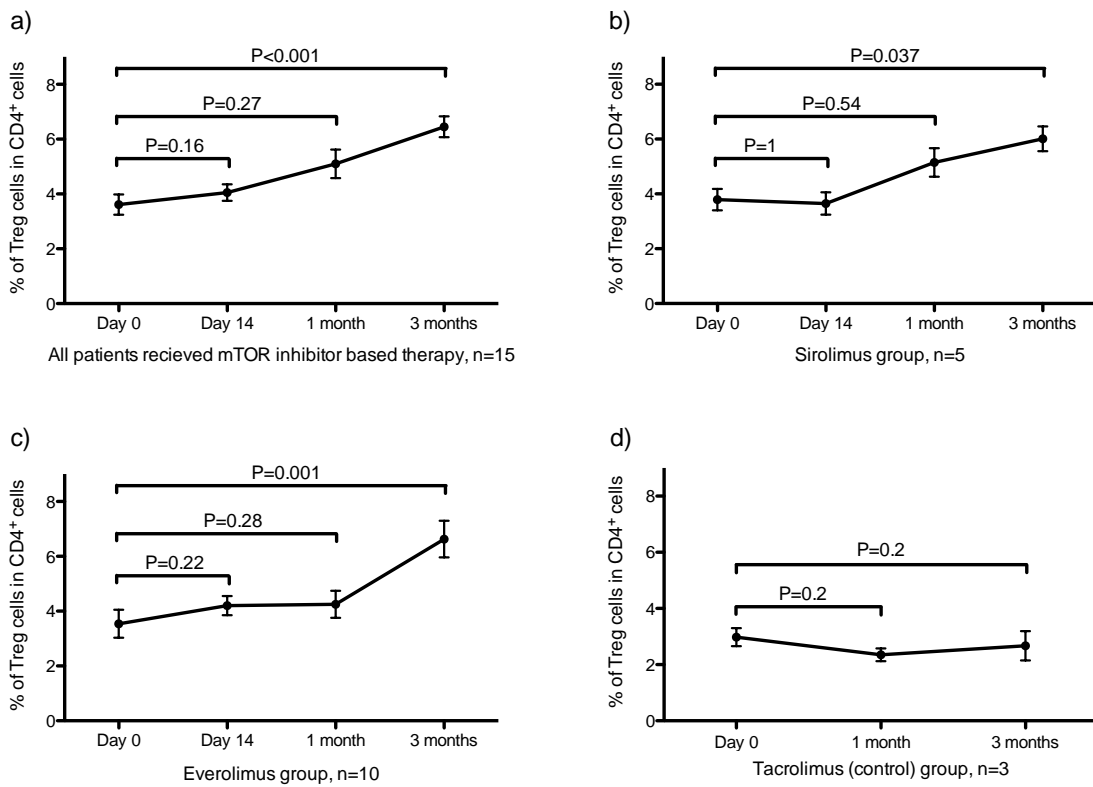 a)
% of Treg cells in CD4⁺ cells
8
6
4
2
0
P<0.001
P=0.27
P=0.16
Day 0 Day 14 1 month 3 months
All patients recieved mTOR inhibitor based therapy, n=15
b)
% of Treg cells in CD4⁺ cells
8
6
4
2
0
P=0.037
P=0.54
P=1
Day 0 Day 14 1 month 3 months
Sirolimus group, n=5
c)
% of Treg cells in CD4⁺ cells
8
6
4
2
0
P=0.001
P=0.28
P=0.22
Day 0 Day 14 1 month 3 months
Everolimus group, n=10
d)
% of Treg cells in CD4⁺ cells
8
6
4
2
0
P=0.2
P=0.2
Day 0 1 month 3 months
Tacrolimus (control) group, n=3